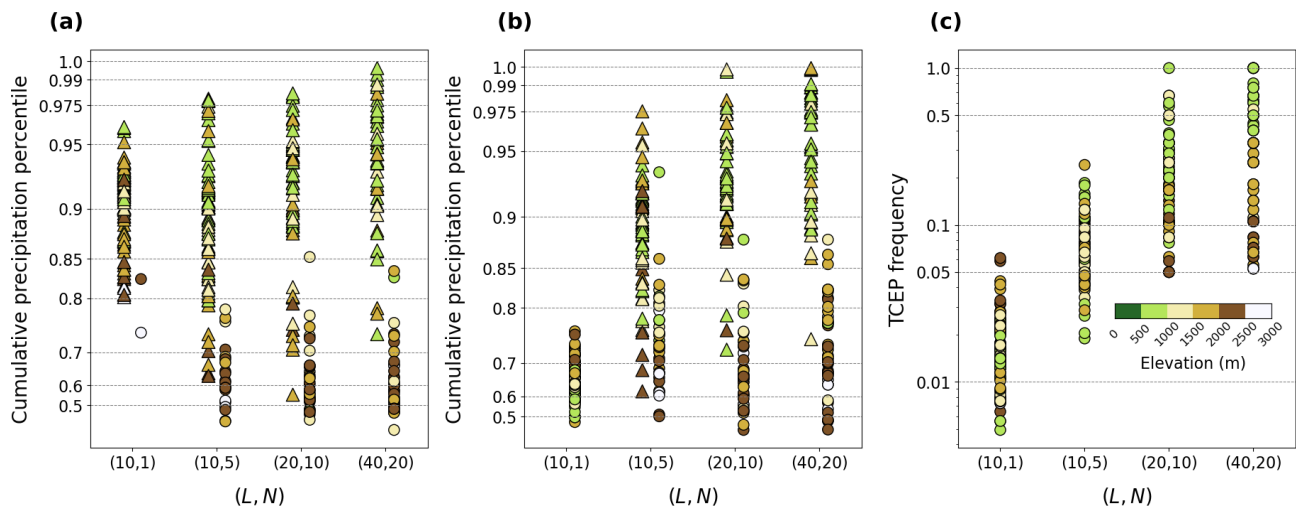 (a)
Cumulative precipitation percentile
1.0
0.99
0.975
0.95
0.9
0.85
0.8
0.7
0.6
0.5
(10,1) (10,5) (20,10) (40,20)
(L, N)
(b)
Cumulative precipitation percentile
1.0
0.99
0.975
0.95
0.9
0.85
0.8
0.7
0.6
0.5
(10,1) (10,5) (20,10) (40,20)
(L, N)
(c)
TCEP frequency
1.0
0.5
0.1
0.05
0.01
0 500 1000 1500 2000 2500 3000
Elevation (m)
(10,1) (10,5) (20,10) (40,20)
(L, N)